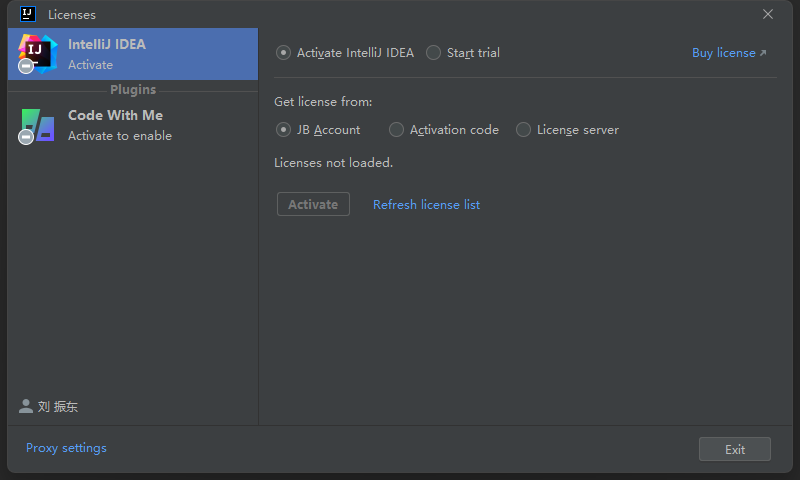 Licenses
IntelliJ IDEA
Activate
Plugins
Code With Me
Activate to enable
刘 振东
Activate IntelliJ IDEA Start trial Buy license
Get license from:
JB Account Activation code License server
Licenses not loaded.
Activate Refresh license list
Proxy settings Exit